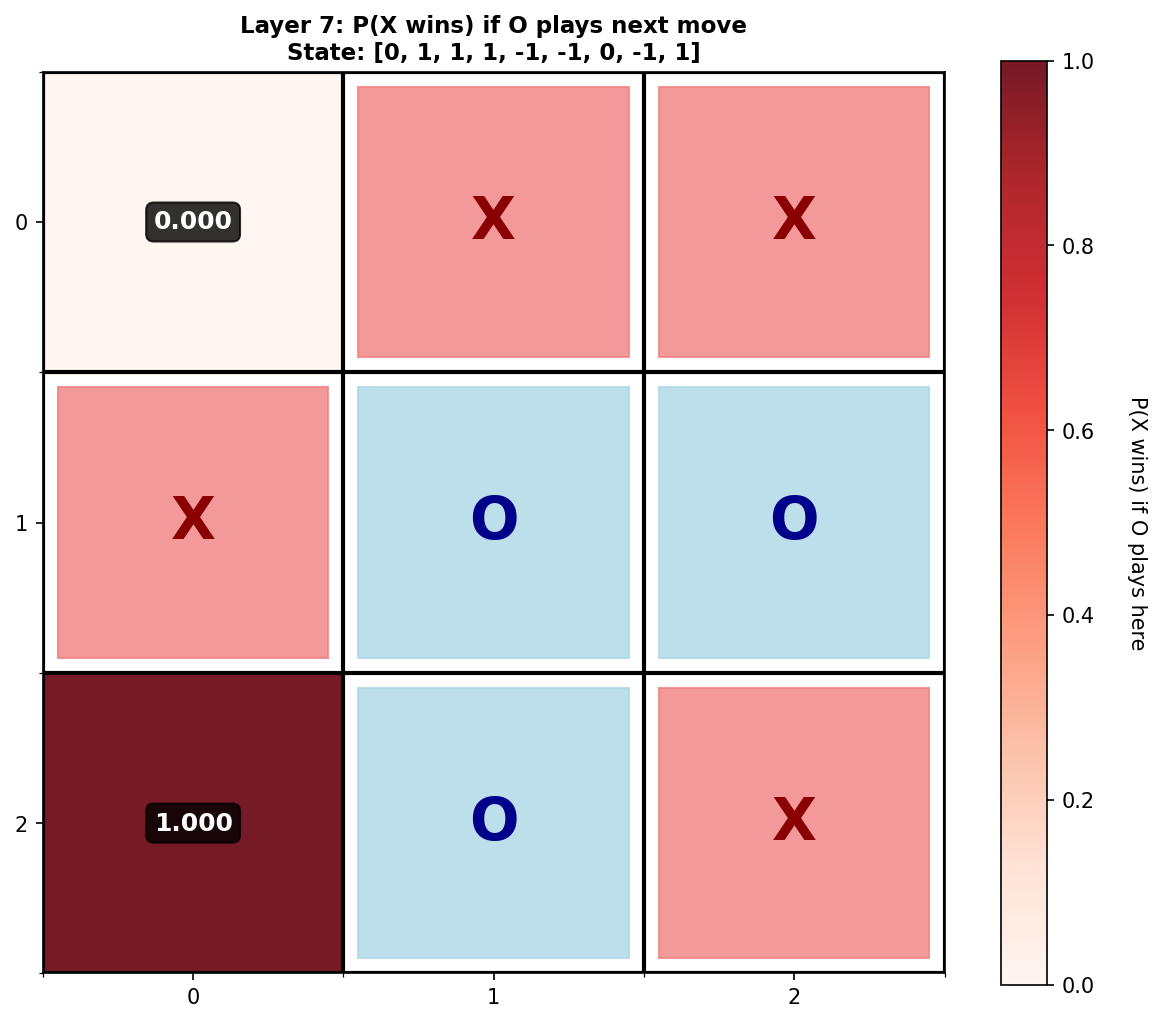 Layer 7: P(X wins) if O plays next move
State: [0, 1, 1, 1, -1, -1, 0, -1, 1]
0
0.000
X
X
1
X
O
O
2
1.000
O
X
0
1
2
1.0
0.8
0.6
0.4
0.2
0.0
P(X wins) if O plays here